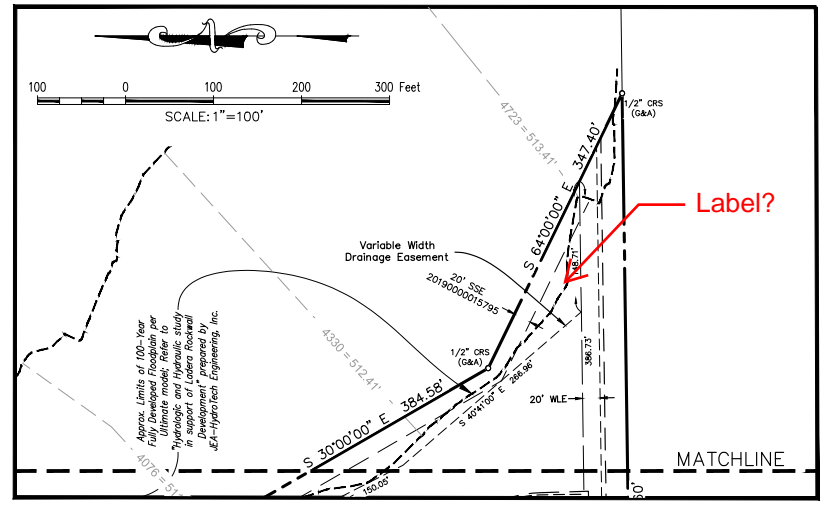 100 0 100 200 300 Feet
SCALE: 1"=100'
4723 = 513.41'
1/2" CRS
(G&A)
S 64°00'00" E 347.40'
Label?
Variable Width
Drainage Easement
20' SSE
20190000015795
148.71'
386.73'
Approx. Limits of 100-Year
Fully Developed Floodplain per
Ultimate model; Refer to
"Hydrologic and Hydraulic study
in support of Ladera Rockwall
Development" prepared by
JEA-HydroTech Engineering, Inc.
4330 = 512.41'
1/2" CRS
(G&A)
S 30°00'00" E 384.58'
S 40°41'00" E 266.96'
20' WLE
MATCHLINE
150.05'